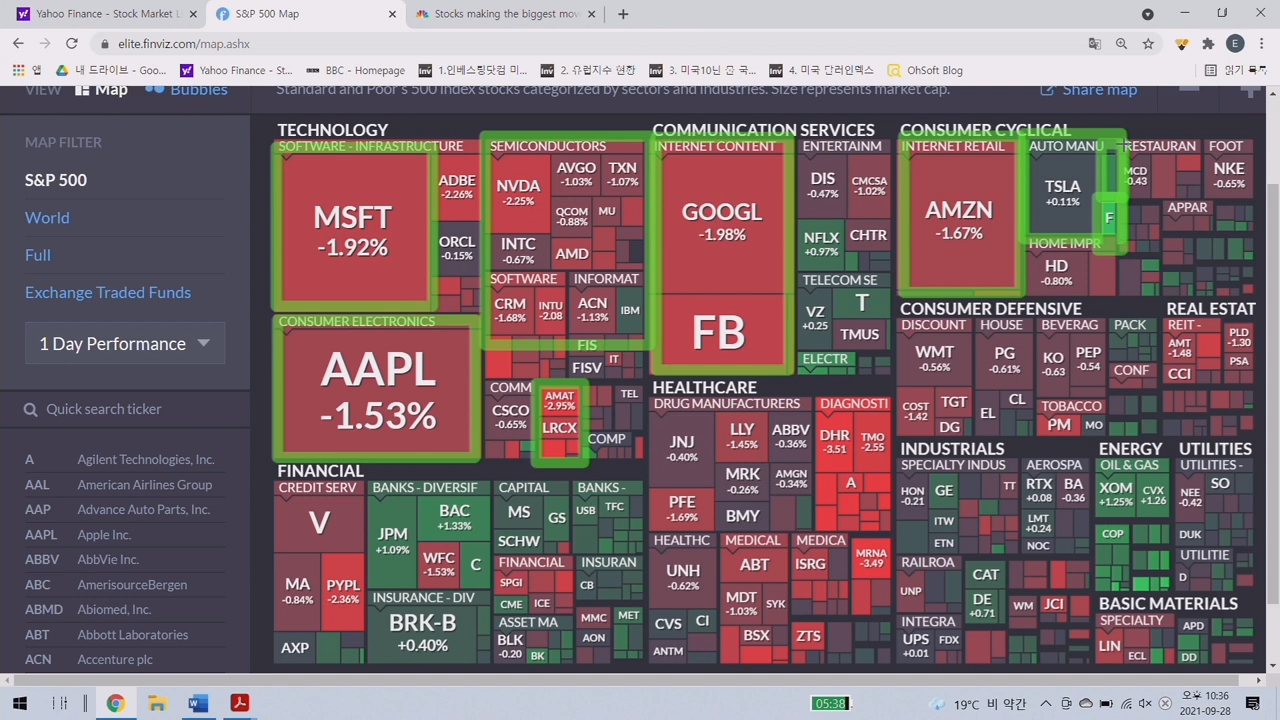 Yahoo Finance - Stock Market L
S&P 500 Map
Stocks making the biggest mov
elite.finviz.com/map.ashx
E
앱
내 드라이브 - Goo...
Yahoo Finance - St...
BBC - Homepage
1.인베스팅닷컴 미...
2. 유럽지수 현황
3. 미국10년 준 국...
4. 미국 달러인덱스
OhSoft.Blog
읽기 목록
VIEW
Map
Bubbles
Standard and Poor's 500 index stocks categorized by sectors and industries. Size represents market cap.
Share map
MAP FILTER
S&P 500
World
Full
Exchange Traded Funds
1 Day Performance
Quick search ticker
A Agilent Technologies, Inc.
AAL American Airlines Group
AAP Advance Auto Parts, Inc.
AAPL Apple Inc.
ABBV AbbVie Inc.
ABC AmerisourceBergen
ABMD Abiomed, Inc.
ABT Abbott Laboratories
ACN Accenture plc
TECHNOLOGY
SOFTWARE - INFRASTRUCTURE
MSFT
-1.92%
ADBE
-2.26%
ORCL
-0.15%
CONSUMER ELECTRONICS
AAPL
-1.53%
SEMICONDUCTORS
NVDA
-2.25%
AVGO
-1.03%
TXN
-1.07%
QCOM
-0.88%
MU
INTC
-0.67%
AMD
SOFTWARE
CRM
-1.68%
INTU
-2.08
INFORMAT
ACN
-1.13%
IBM
FIS
FISV
IT
COMM
CSCO
-0.65%
AMAT
-2.95%
LRCX
TEL
COMP
COMMUNICATION SERVICES
INTERNET CONTENT
GOOGL
-1.98%
FB
ENTERTAINM
DIS
-0.47%
CMCSA
-1.02%
NFLX
+0.97%
CHTR
TELECOM SE
VZ
+0.25
T
TMUS
ELECTR
CONSUMER CYCLICAL
INTERNET RETAIL
AMZN
-1.67%
AUTO MANU
TSLA
+0.11%
F
RESTAURAN
MCD
-0.43
FOOT
NKE
-0.65%
APPAR
HOME IMPR
HD
-0.80%
CONSUMER DEFENSIVE
DISCOUNT
WMT
-0.56%
COST
-1.42
TGT
DG
HOUSE
PG
-0.61%
EL
CL
BEVERAG
KO
-0.63
PEP
-0.54
PACK
CONF
TOBACCO
PM
MO
REAL ESTAT
REIT -
AMT
-1.48
PLD
-1.30
PSA
CCI
HEALTHCARE
DRUG MANUFACTURERS
JNJ
-0.40%
LLY
-1.45%
ABBV
-0.36%
MRK
-0.26%
AMGN
-0.34%
PFE
-1.69%
BMY
DIAGNOSTI
DHR
-3.51
TMO
-2.55
A
HEALTHC
UNH
-0.62%
CVS
CI
ANTM
MEDICAL
ABT
MDT
-1.03%
SYK
BSX
MEDICA
ISRG
ZTS
MRNA
-3.49
FINANCIAL
CREDIT SERV
V
MA
-0.84%
PYPL
-2.36%
AXP
BANKS - DIVERSIF
JPM
+1.09%
BAC
+1.33%
WFC
-1.53%
C
INSURANCE - DIV
BRK-B
+0.40%
CAPITAL
MS
GS
SCHW
BANKS -
USB
TFC
FINANCIAL
SPGI
CME
ICE
INSURAN
CB
ASSET MA
BLK
-0.20
BK
MMC
MET
AON
INDUSTRIALS
SPECIALTY INDUS
HON
-0.21
GE
ITW
ETN
TT
AEROSPA
RTX
+0.08
BA
-0.36
LMT
+0.24
NOC
RAILROA
UNP
CAT
DE
+0.71
WM
JCI
INTEGRA
UPS
+0.01
FDX
ENERGY
OIL & GAS
XOM
+1.25%
CVX
+1.26
COP
UTILITIES
UTILITIES -
NEE
-0.42
SO
DUK
UTILITIE
D
BASIC MATERIALS
SPECIALTY
LIN
ECL
APD
DD
05:38
19°C 비 약간
오후 10:36
2021-09-28